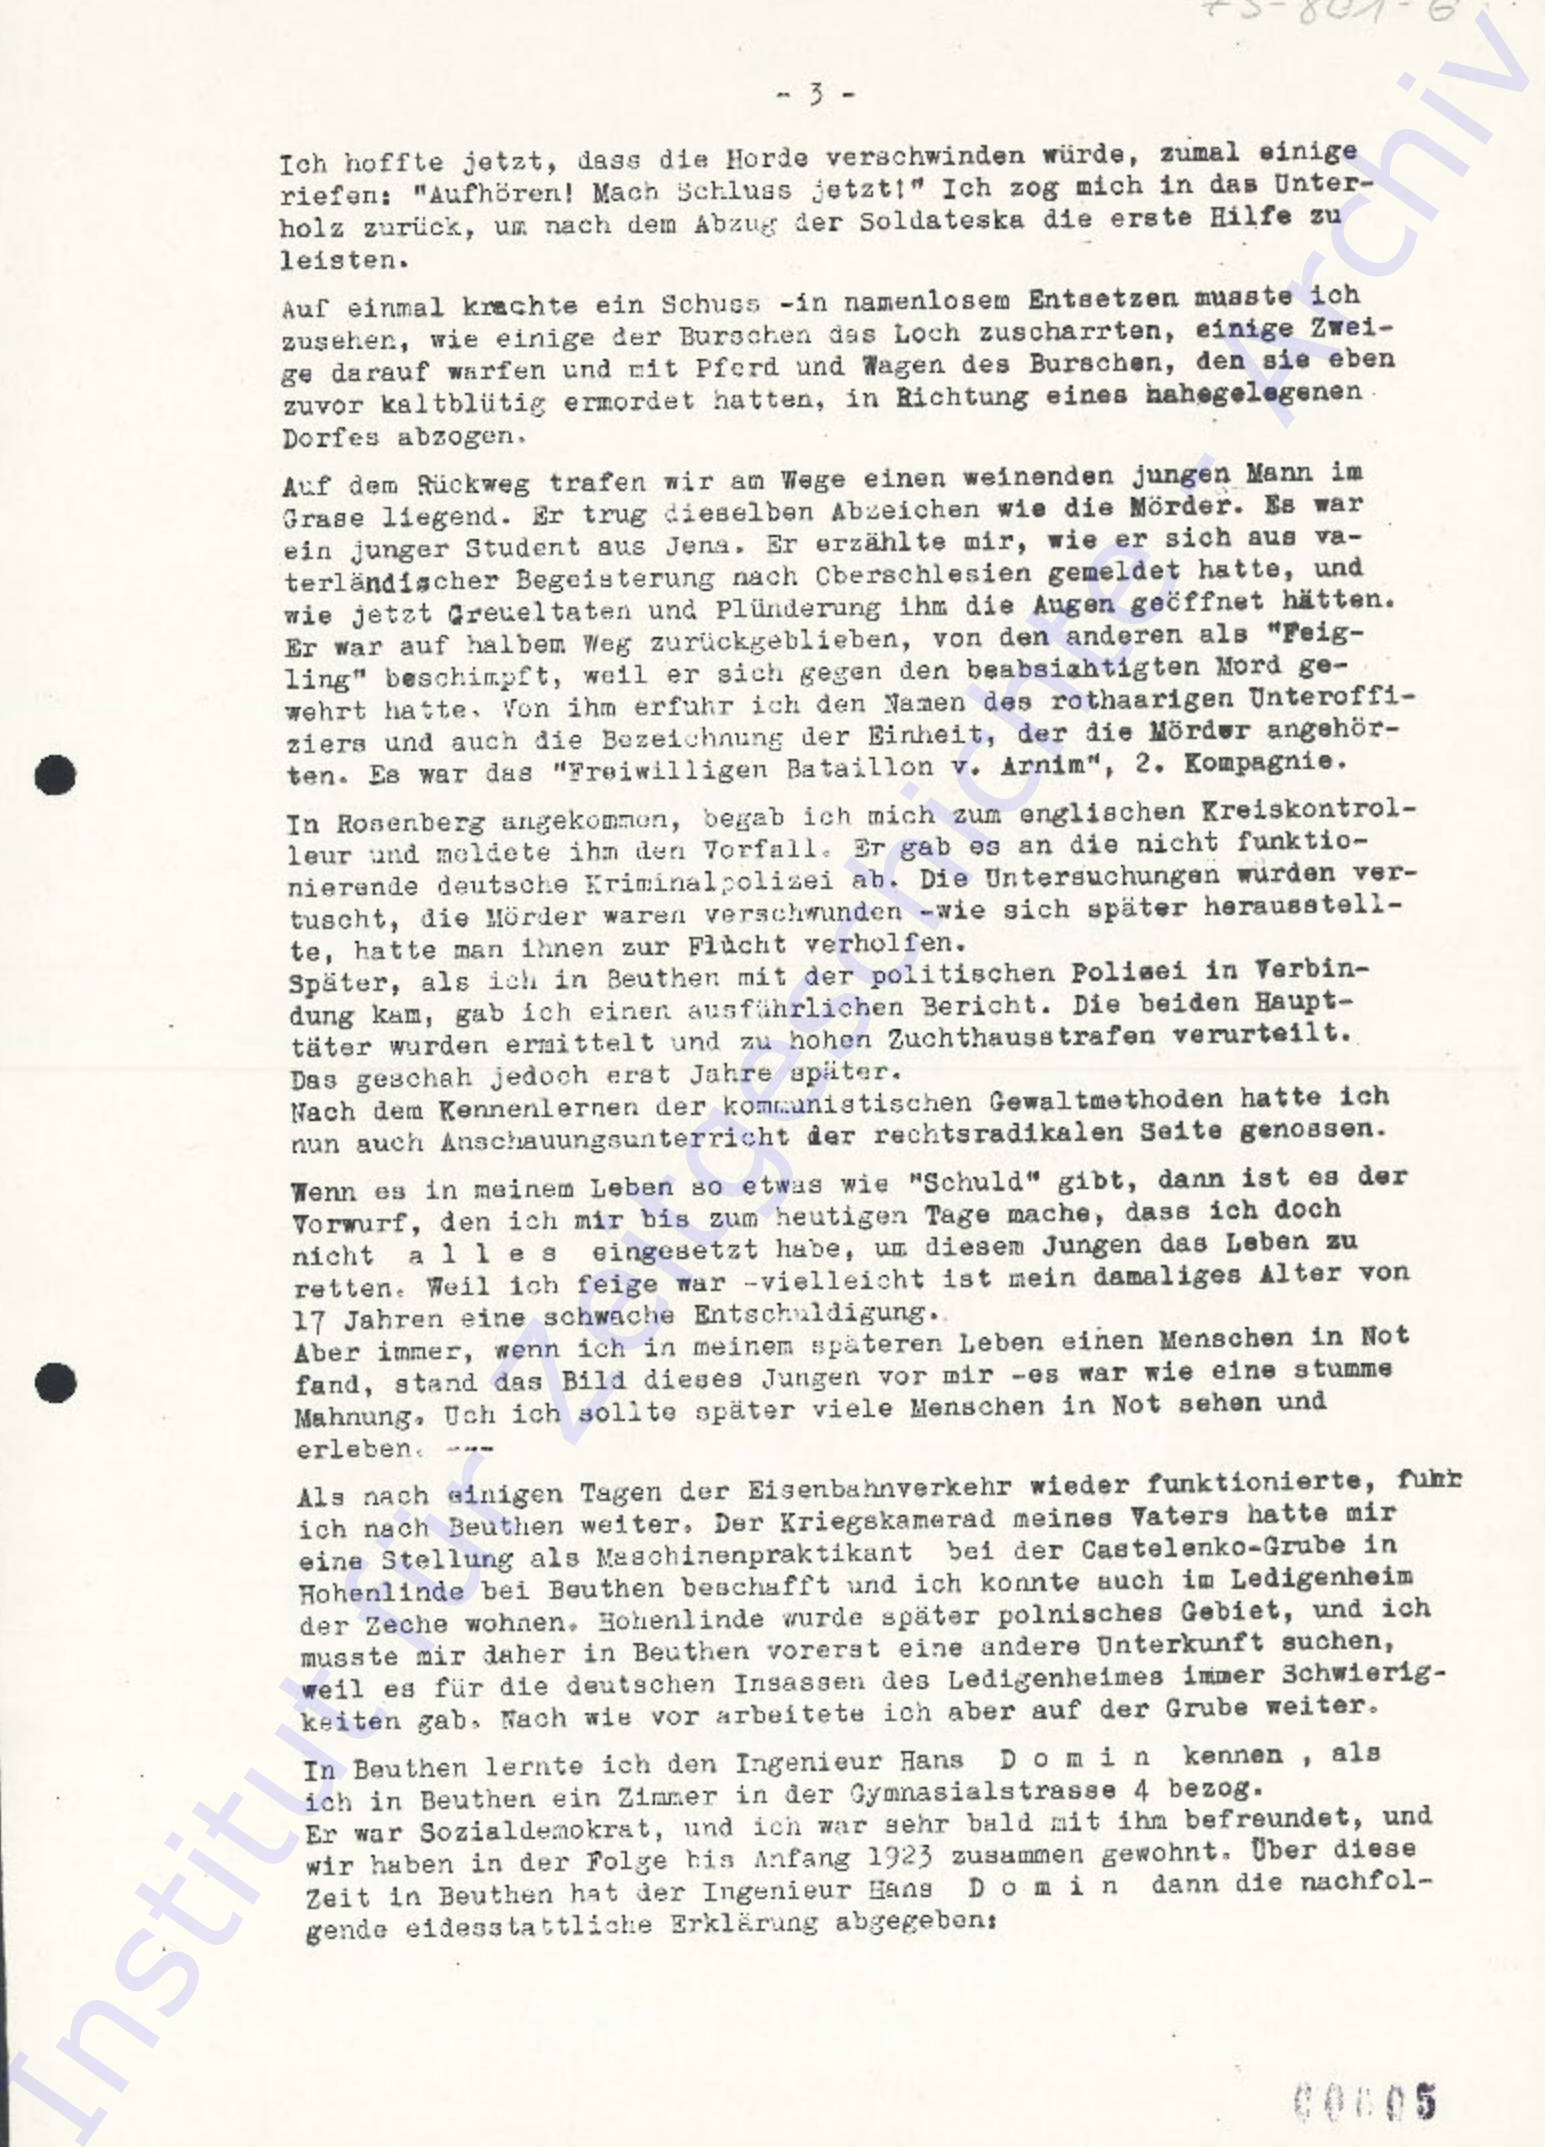 ZS-801-6
- 3 -
Ich hoffte jetzt, dass die Horde verschwinden würde, zumal einige
riefen: "Aufhören! Mach Schluss jetzt!" Ich zog mich in das Unter-
holz zurück, um nach dem Abzug der Soldateska die erste Hilfe zu
leisten.
Auf einmal krachte ein Schuss -in namenlosem Entsetzen musste ich
zusehen, wie einige der Burschen das Loch zuscharrten, einige Zwei-
ge darauf warfen und mit Pferd und Wagen des Burschen, den sie eben
zuvor kaltblütig ermordet hatten, in Richtung eines nahegelegenen
Dorfes abzogen.
Auf dem Rückweg trafen wir am Wege einen weinenden jungen Mann im
Grase liegend. Er trug dieselben Abzeichen wie die Mörder. Es war
ein junger Student aus Jena. Er erzählte mir, wie er sich aus va-
terländischer Begeisterung nach Oberschlesien gemeldet hatte, und
wie jetzt Greueltaten und Plünderung ihm die Augen geöffnet hätten.
Er war auf halbem Weg zurückgeblieben, von den anderen als "Feig-
ling" beschimpft, weil er sich gegen den beabsichtigten Mord ge-
wehrt hatte. Von ihm erfuhr ich den Namen des rothaarigen Unteroffi-
ziers und auch die Bezeichnung der Einheit, der die Mörder angehör-
ten. Es war das "Freiwilligen Bataillon v. Arnim", 2. Kompagnie.
In Rosenberg angekommen, begab ich mich zum englischen Kreiskontrol-
leur und meldete ihm den Vorfall. Er gab es an die nicht funktio-
nierende deutsche Kriminalpolizei ab. Die Untersuchungen wurden ver-
tuscht, die Mörder waren verschwunden -wie sich später herausstell-
te, hatte man ihnen zur Flucht verholfen.
Später, als ich in Beuthen mit der politischen Polizei in Verbin-
dung kam, gab ich einen ausführlichen Bericht. Die beiden Haupt-
täter wurden ermittelt und zu hohen Zuchthausstrafen verurteilt.
Das geschah jedoch erst Jahre später.
Nach dem Kennenlernen der kommunistischen Gewaltmethoden hatte ich
nun auch Anschauungsunterricht der rechtsradikalen Seite genossen.
Wenn es in meinem Leben so etwas wie "Schuld" gibt, dann ist es der
Vorwurf, den ich mir bis zum heutigen Tage mache, dass ich doch
nicht a l l e s eingesetzt habe, um diesem Jungen das Leben zu
retten. Weil ich feige war -vielleicht ist mein damaliges Alter von
17 Jahren eine schwache Entschuldigung.
Aber immer, wenn ich in meinem späteren Leben einen Menschen in Not
fand, stand das Bild dieses Jungen vor mir -es war wie eine stumme
Mahnung. Uch ich sollte später viele Menschen in Not sehen und
erleben. ---
Als nach einigen Tagen der Eisenbahnverkehr wieder funktionierte, fuhr
ich nach Beuthen weiter. Der Kriegskamerad meines Vaters hatte mir
eine Stellung als Maschinenpraktikant bei der Castelenko-Grube in
Hohenlinde bei Beuthen beschafft und ich konnte auch im Ledigenheim
der Zeche wohnen. Hohenlinde wurde später polnisches Gebiet, und ich
musste mir daher in Beuthen vorerst eine andere Unterkunft suchen,
weil es für die deutschen Insassen des Ledigenheimes immer Schwierig-
keiten gab. Nach wie vor arbeitete ich aber auf der Grube weiter.
In Beuthen lernte ich den Ingenieur Hans D o m i n kennen , als
ich in Beuthen ein Zimmer in der Gymnasialstrasse 4 bezog.
Er war Sozialdemokrat, und ich war sehr bald mit ihm befreundet, und
wir haben in der Folge bis Anfang 1923 zusammen gewohnt. Über diese
Zeit in Beuthen hat der Ingenieur Hans D o m i n dann die nachfol-
gende eidesstattliche Erklärung abgegeben:
00005
Institut für Zeitgeschichte - Archiv